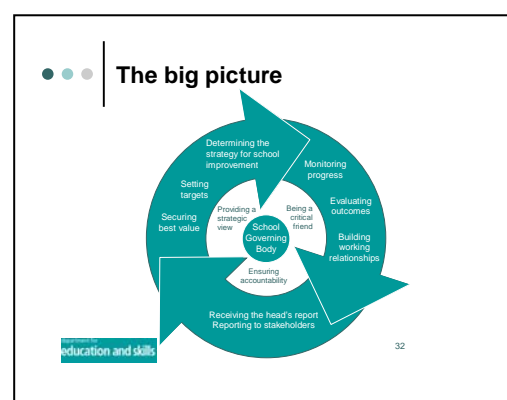 The big picture
Determining the
strategy for school
improvement
Setting
targets
Securing
best value
Monitoring
progress
Evaluating
outcomes
Building
working
relationships
Providing a
strategic
view
Being a
critical
friend
School
Governing
Body
Ensuring
accountability
Receiving the head's report
Reporting to stakeholders
department for
education and skills
32